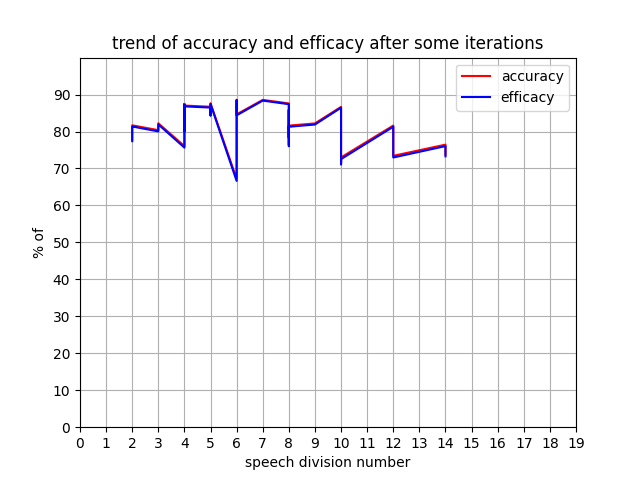 trend of accuracy and efficacy after some iterations
accuracy
efficacy
90
80
70
60
50
40
30
20
10
0
% of
0 1 2 3 4 5 6 7 8 9 10 11 12 13 14 15 16 17 18 19
speech division number